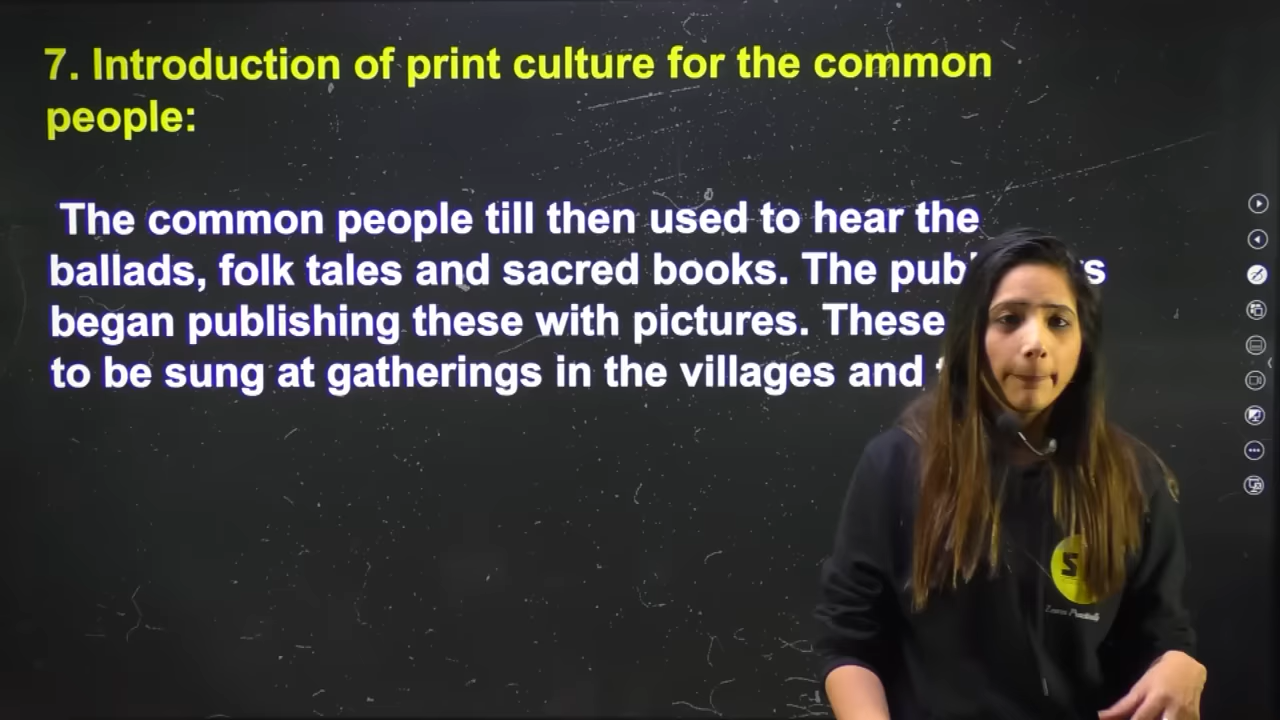 7. Introduction of print culture for the common
people:
The common people till then used to hear the
ballads, folk tales and sacred books. The
began publishing these with pictures. These
to be sung at gatherings in the villages and
S